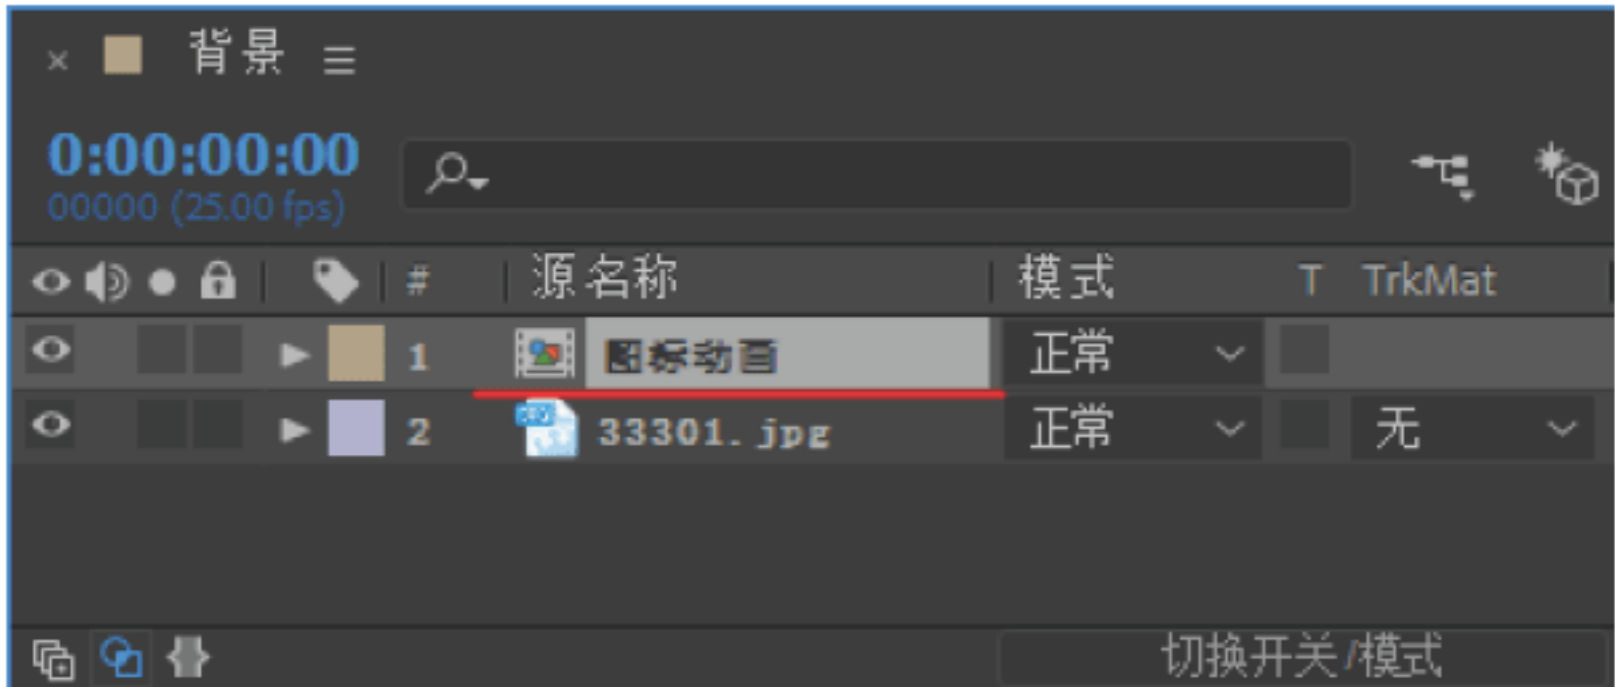 × 背景 ☰
0:00:00:00
00000 (25.00 fps)
# 源名称 模式 T TrkMat
1 图标动画 正常
2 33301.jpg 正常 无
切换开关/模式